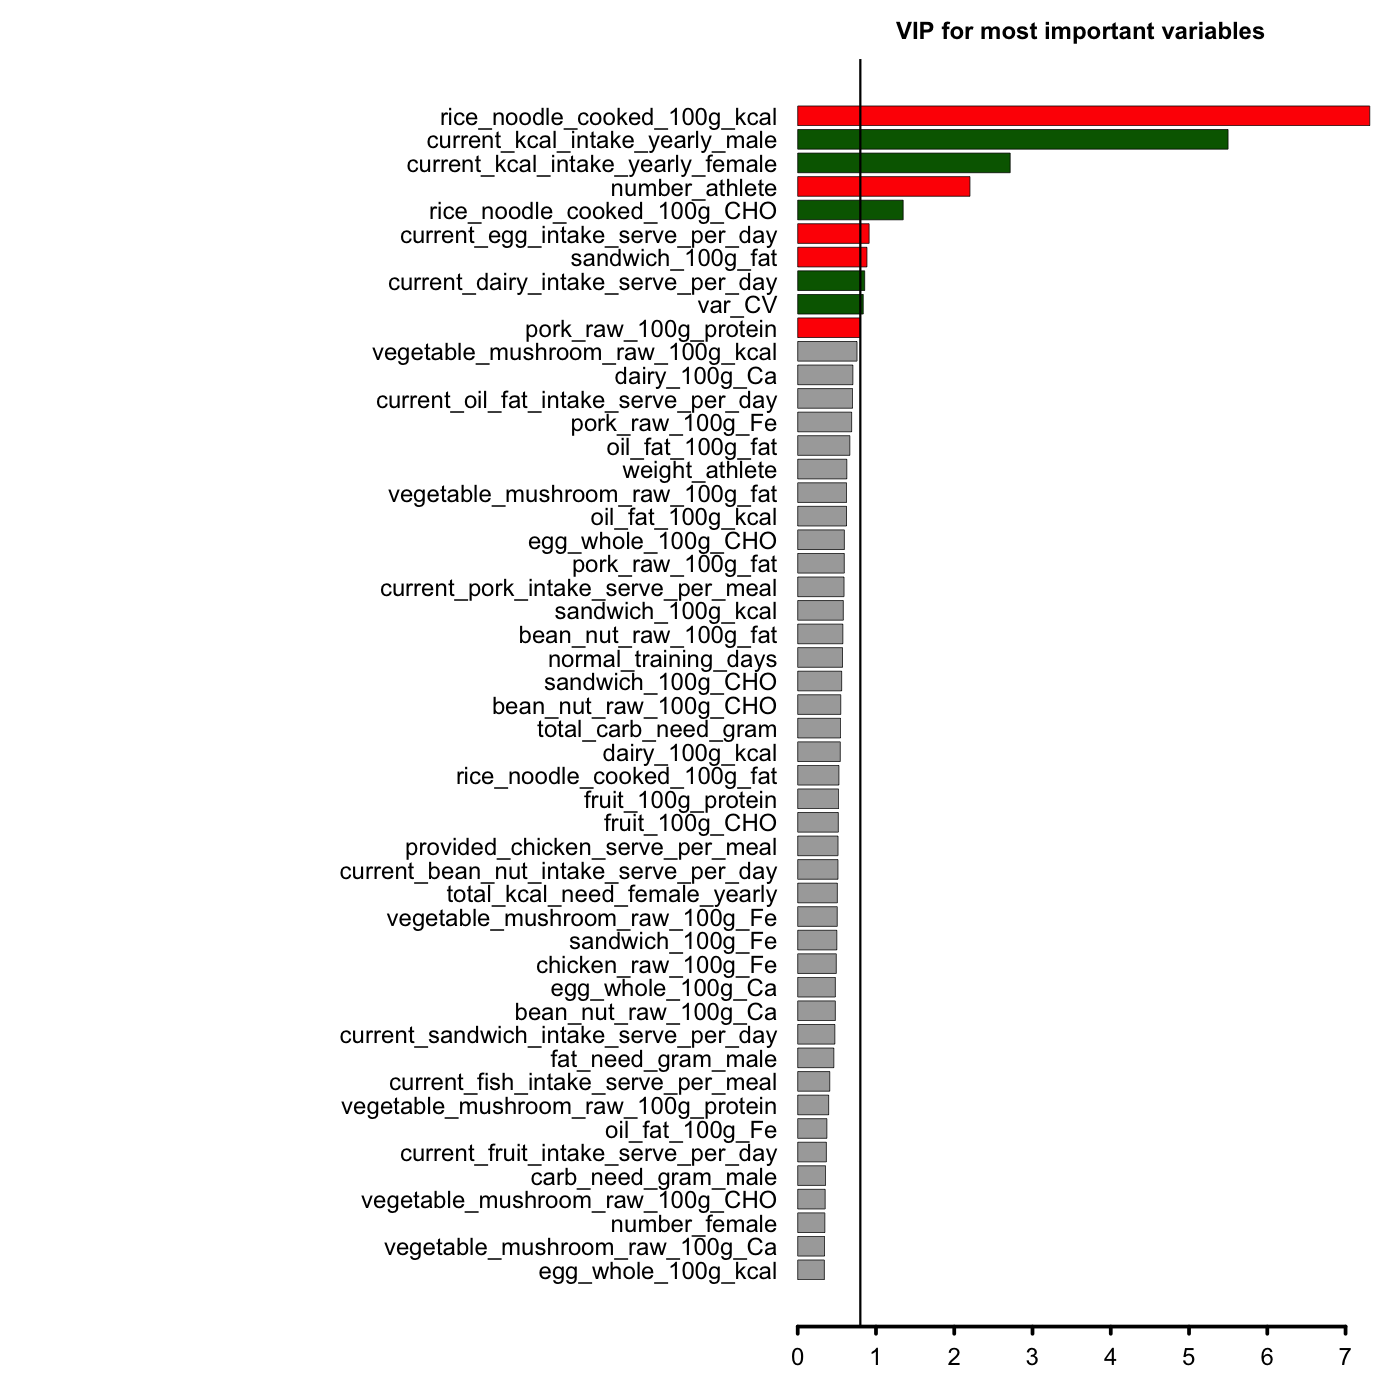 VIP for most important variables
rice_noodle_cooked_100g_kcal
current_kcal_intake_yearly_male
current_kcal_intake_yearly_female
number_athlete
rice_noodle_cooked_100g_CHO
current_egg_intake_serve_per_day
sandwich_100g_fat
current_dairy_intake_serve_per_day
var_CV
pork_raw_100g_protein
vegetable_mushroom_raw_100g_kcal
dairy_100g_Ca
current_oil_fat_intake_serve_per_day
pork_raw_100g_Fe
oil_fat_100g_fat
weight_athlete
vegetable_mushroom_raw_100g_fat
oil_fat_100g_kcal
egg_whole_100g_CHO
pork_raw_100g_fat
current_pork_intake_serve_per_meal
sandwich_100g_kcal
bean_nut_raw_100g_fat
normal_training_days
sandwich_100g_CHO
bean_nut_raw_100g_CHO
total_carb_need_gram
dairy_100g_kcal
rice_noodle_cooked_100g_fat
fruit_100g_protein
fruit_100g_CHO
provided_chicken_serve_per_meal
current_bean_nut_intake_serve_per_day
total_kcal_need_female_yearly
vegetable_mushroom_raw_100g_Fe
sandwich_100g_Fe
chicken_raw_100g_Fe
egg_whole_100g_Ca
bean_nut_raw_100g_Ca
current_sandwich_intake_serve_per_day
fat_need_gram_male
current_fish_intake_serve_per_meal
vegetable_mushroom_raw_100g_protein
oil_fat_100g_Fe
current_fruit_intake_serve_per_day
carb_need_gram_male
vegetable_mushroom_raw_100g_CHO
number_female
vegetable_mushroom_raw_100g_Ca
egg_whole_100g_kcal
0 1 2 3 4 5 6 7